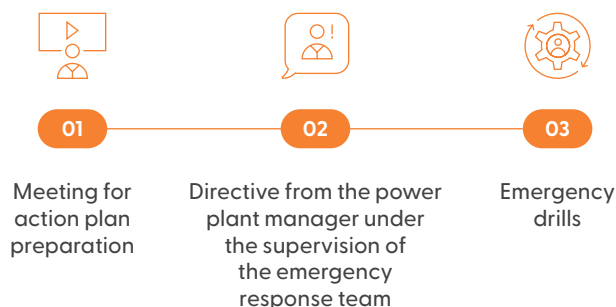 01
02
03
Meeting for
action plan
preparation
Directive from the power
plant manager under
the supervision of
the emergency
response team
Emergency
drills